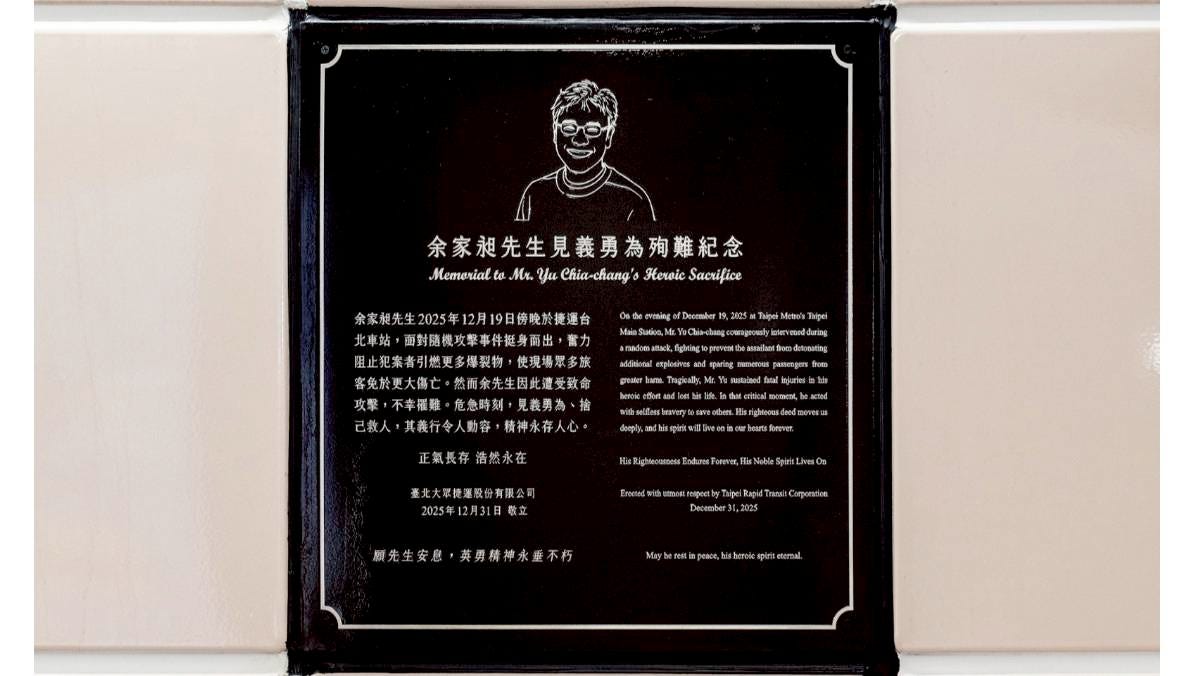 余家昶先生見義勇為殉難紀念
Memorial to Mr. Yu Chia-chang's Heroic Sacrifice
余家昶先生2025年12月19日傍晚於捷運台
北車站，面對隨機攻擊事件挺身而出，奮力
阻止犯案者引燃更多爆裂物，使現場眾多旅
客免於更大傷亡。然而余先生因此遭受致命
攻擊，不幸罹難。危急時刻，見義勇為、捨
己救人，其義行令人動容，精神永存人心。
正氣長存 浩然永在
臺北大眾捷運股份有限公司
2025年12月31日 敬立
願先生安息，英勇精神永垂不朽
On the evening of December 19, 2025 at Taipei Metro's Taipei
Main Station, Mr. Yu Chia-chang courageously intervened during
a random attack, fighting to prevent the assailant from detonating
additional explosives and sparing numerous passengers from
greater harm. Tragically, Mr. Yu sustained fatal injuries in his
heroic effort and lost his life. In that critical moment, he acted
with selfless bravery to save others. His righteous deed moves us
deeply, and his spirit will live on in our hearts forever.
His Righteousness Endures Forever, His Noble Spirit Lives On
Erected with utmost respect by Taipei Rapid Transit Corporation
December 31, 2025
May he rest in peace, his heroic spirit eternal.